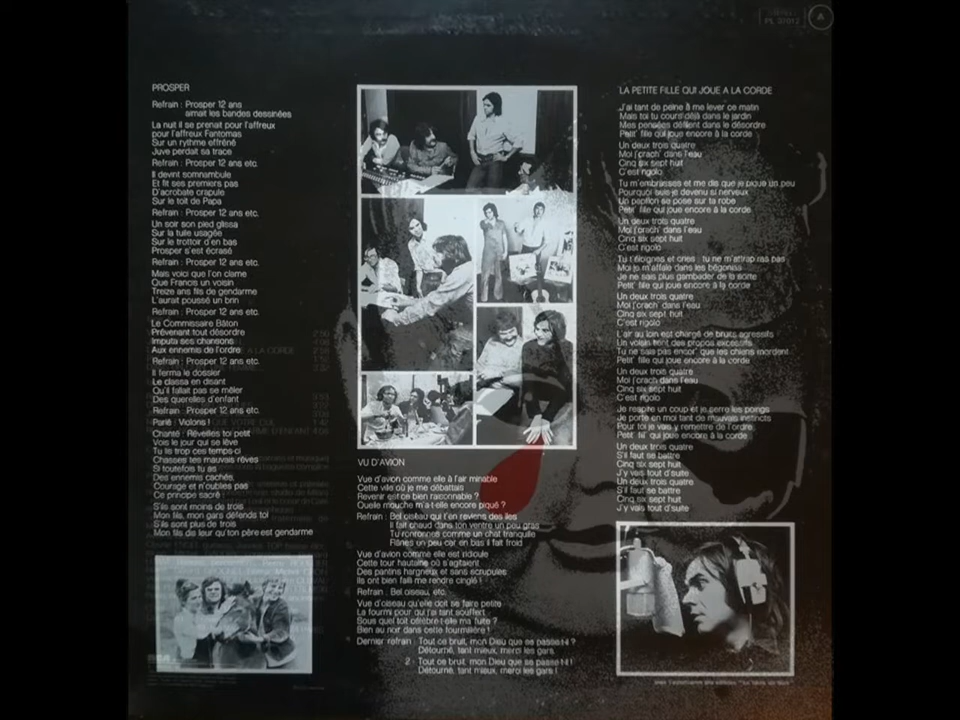 PL 37012
A
PROSPER
Refrain : Prosper 12 ans
aimait les bandes dessinées
La nuit il se prenait pour l'affreux
pour l'affreux Fantomas
Sur un rythme effréné
Juve perdait sa trace
Refrain : Prosper 12 ans etc.
Il devint somnambule
Et fit ses premiers pas
D'acrobate crapule
Sur le toit de Papa
Refrain : Prosper 12 ans etc.
Un soir son pied glissa
Sur la tuile usagée
Sur le trottoir d'en bas
Prosper s'est écrasé
Refrain : Prosper 12 ans etc.
Mais voici que l'on clame
Que Francis un voisin
Treize ans fils de gendarme
L'aurait poussé un brin
Refrain : Prosper 12 ans etc.
Le Commissaire Bâton
Prévenant tout désordre
Imputa ses chansons
Aux ennemis de l'ordre
Refrain : Prosper 12 ans etc.
Il ferma le dossier
Le classa en disant
Qu'il fallait pas se mêler
Des querelles d'enfant
Refrain : Prosper 12 ans etc.
Parlé : Violons !
Chanté : Réveilles toi petit
Vois le jour qui se lève
Tu lis trop ces temps-ci
Chasses tes mauvais rêves
Si toutefois tu as
Des ennemis cachés
Courage et n'oublies pas
Ce principe sacré :
S'ils sont moins de trois
Mon fils, mon gars défends toi
S'ils sont plus de trois
Mon fils dis leur qu'ton père est gendarme
VU D'AVION
Vue d'avion comme elle à l'air minable
Cette ville où je me débattais
Revenir est ce bien raisonnable ?
Quelle mouche m'a-t-elle encore piqué ?
Refrain : Bel oiseau qui t'en reviens des îles
Il fait chaud dans ton ventre un peu gras
Tu ronronnes comme un chat tranquille
Flânes un peu car en bas il fait froid
Vue d'avion comme elle est ridicule
Cette tour hautaine où s'agitaient
Des pantins hargneux et sans scrupules
Ils ont bien failli me rendre cinglé !
Refrain : Bel oiseau, etc.
Vue d'oiseau qu'elle doit se faire petite
La fourmi pour qui j'ai tant souffert
Sous quel toit célèbre-t-elle ma fuite ?
Bien au noir dans cette fourmilière !
Dernier refrain : Tout ce bruit, mon Dieu que se passe-t-il ?
Détourné, tant mieux, merci les gars.
2 - Tout ce bruit, mon Dieu que se passe-t-il !
Détourné, tant mieux, merci les gars !
LA PETITE FILLE QUI JOUE A LA CORDE
J'ai tant de peine à me lever ce matin
Mais toi tu cours déjà dans le jardin
Mes pensées défilent dans le désordre
Petit' fille qui joue encore à la corde
Un deux trois quatre
Moi j'crach' dans l'eau
Cinq six sept huit
C'est rigolo
Tu m'embrasses et me dis que je pique un peu
Pourquoi suis-je devenu si nerveux
Un papillon se pose sur ta robe
Petit' fille qui joue encore à la corde
Un deux trois quatre
Moi j'crach' dans l'eau
Cinq six sept huit
C'est rigolo
Tu t'éloignes et cries : tu ne m'attrap'ras pas
Moi je m'affale dans les bégonias
Je ne sais plus gambader de la sorte
Petit' fille qui joue encore à la corde
Un deux trois quatre
Moi j'crach' dans l'eau
Cinq six sept huit
C'est rigolo
L'air au loin est chargé de bruits agressifs
Un voisin tient des propos excessifs
Tu ne sais pas encor' que les chiens mordent
Petit' fille qui joue encore à la corde
Un deux trois quatre
Moi j'crach dans l'eau
Cinq six sept huit
C'est rigolo
Je respire un coup et je serre les poings
Je porte en moi tant de mauvais instincts
Pour toi je vais y remettre de l'ordre
Petit' fill' qui joue encore à la corde
Un deux trois quatre
S'il faut se battre
Cinq six sept huit
J'y vais tout d'suite
Un deux trois quatre
S'il faut se battre
Cinq six sept huit
J'y vais tout d'suite